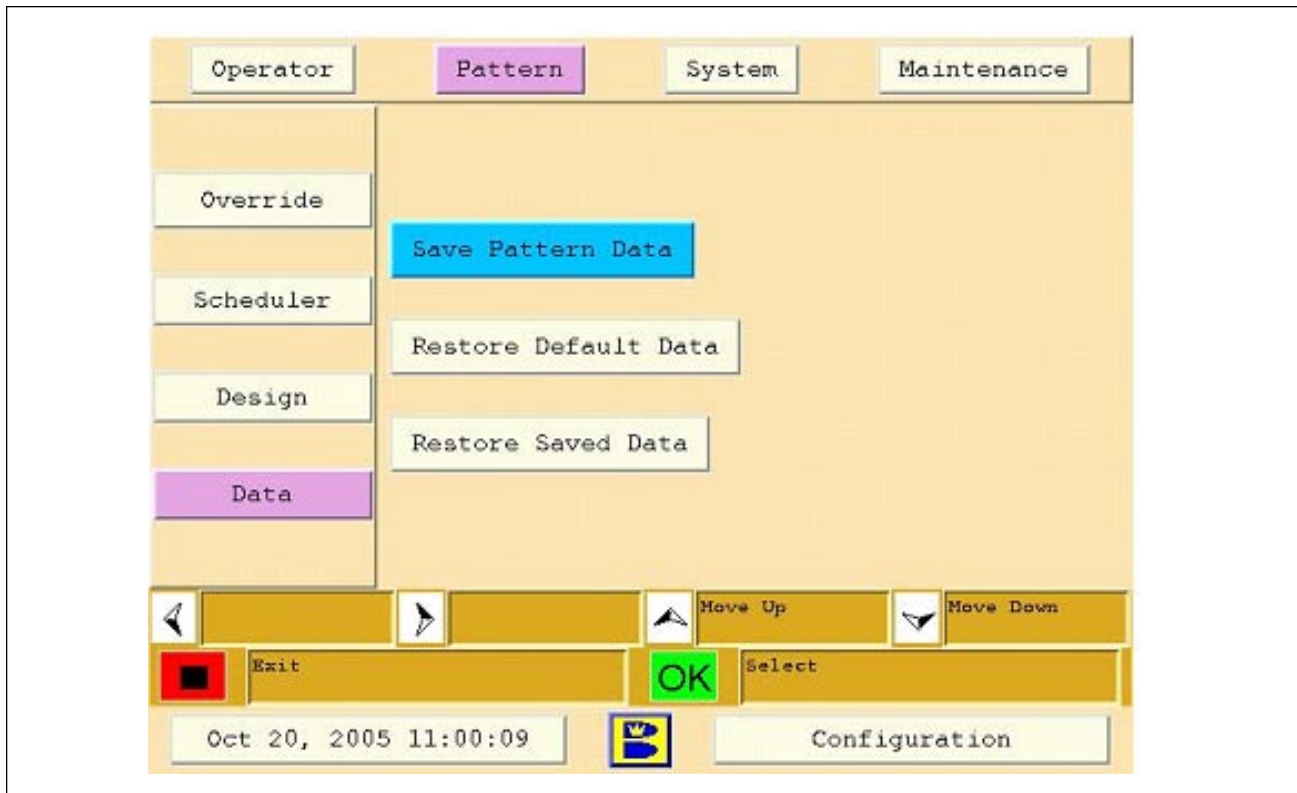 Operator Pattern System Maintenance
Override
Scheduler
Design
Data
Save Pattern Data
Restore Default Data
Restore Saved Data
Move Up Move Down
Exit OK Select
Oct 20, 2005 11:00:09 Configuration